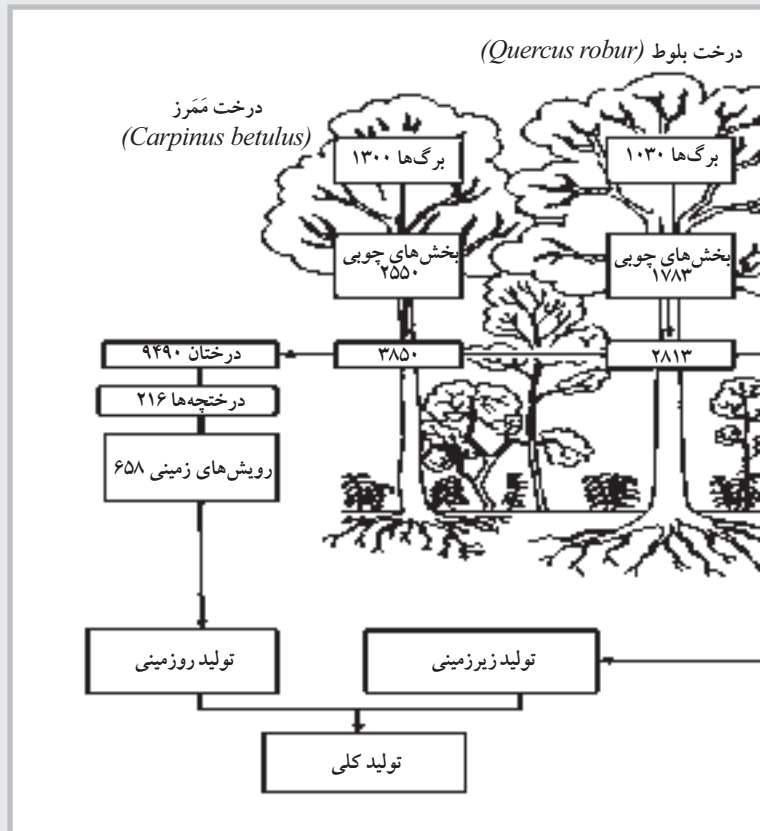 درخت بلوط (Quercus robur)
درخت مَمَرز
(Carpinus betulus)
برگ‌ها ۱۰۳۰
برگ‌ها ۱۳۰۰
بخش‌های چوبی
۱۷۸۳
بخش‌های چوبی
۲۵۵۰
۲۸۱۳
۳۸۵۰
درختان ۹۴۹۰
درختچه‌ها ۲۱۶
رویش‌های زمینی ۶۵۸
تولید زیرزمینی
تولید روزمینی
تولید کلی